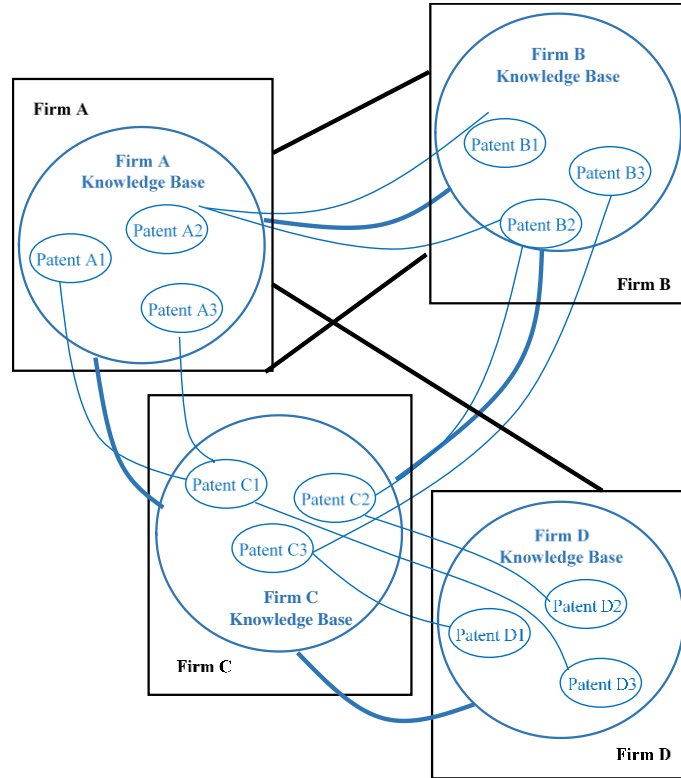 Firm A
Firm A
Knowledge Base
Patent A2
Patent A1
Patent A3
Firm B
Knowledge Base
Patent B1
Patent B3
Patent B2
Firm B
Patent C1
Patent C2
Patent C3
Firm C
Knowledge Base
Firm C
Firm D
Knowledge Base
Patent D2
Patent D1
Patent D3
Firm D